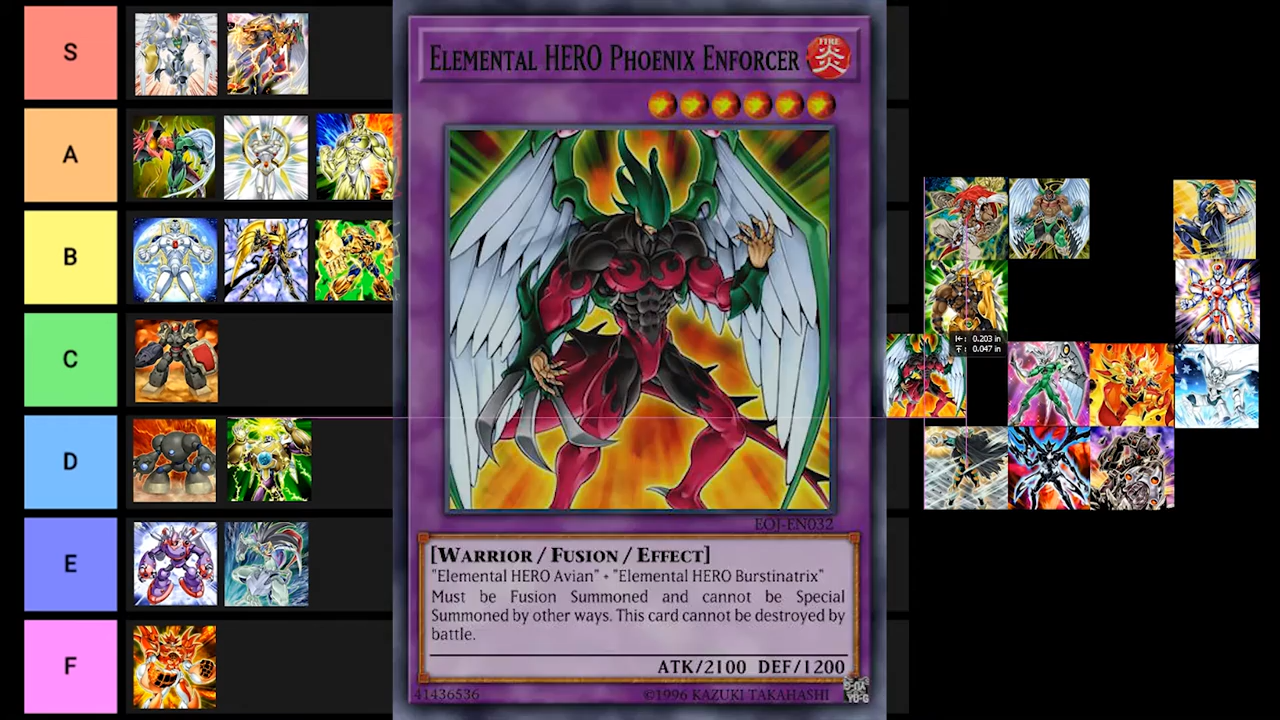 S
A
B
C
D
E
F
ELEMENTAL HERO PHOENIX ENFORCER
FIRE
炎
EOJ-EN032
[WARRIOR / FUSION / EFFECT]
"Elemental HERO Avian" + "Elemental HERO Burstinatrix"
Must be Fusion Summoned and cannot be Special
Summoned by other ways. This card cannot be destroyed by
battle.
ATK/2100 DEF/1200
41436536
©1996 KAZUKI TAKAHASHI
0.203 in
0.047 in